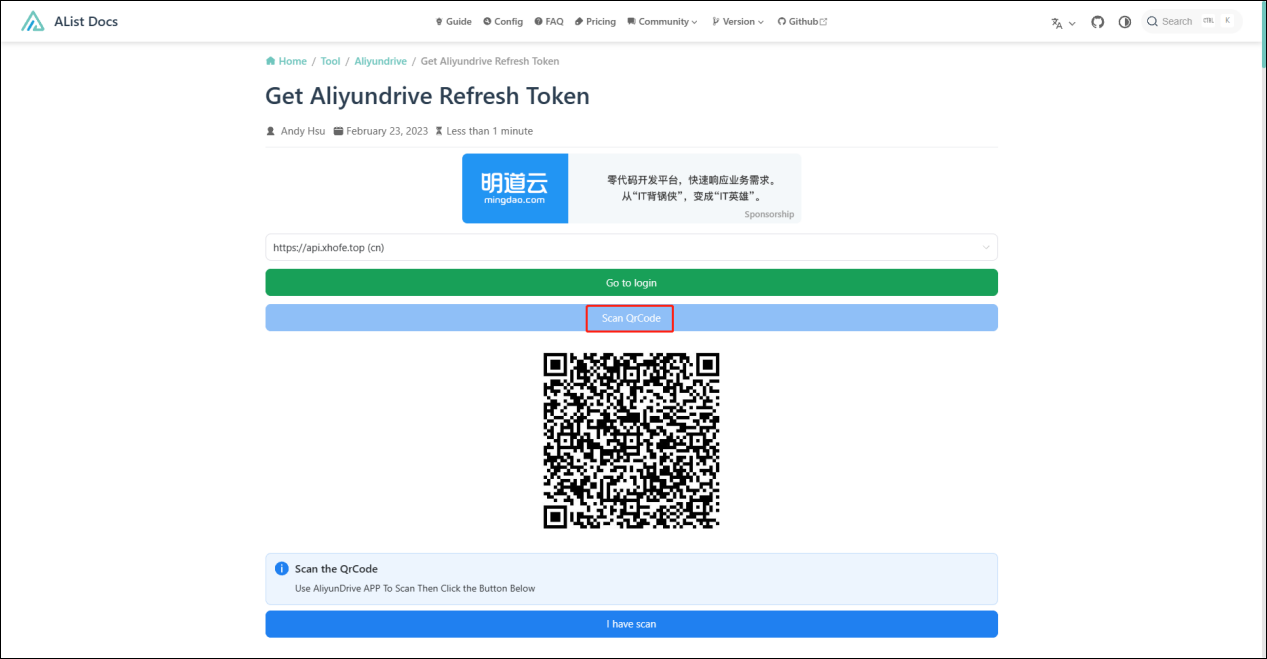 AList Docs
Guide Config FAQ Pricing Community Version Github
Search CTRL K
Home / Tool / Aliyundrive / Get Aliyundrive Refresh Token
Get Aliyundrive Refresh Token
Andy Hsu February 23, 2023 Less than 1 minute
明道云
mingdao.com
零代码开发平台，快速响应业务需求。
从“IT背锅侠”，变成“IT英雄”。
Sponsorship
https://api.xhofe.top (cn)
Go to login
Scan QrCode
Scan the QrCode
Use AliyunDrive APP To Scan Then Click the Button Below
I have scan